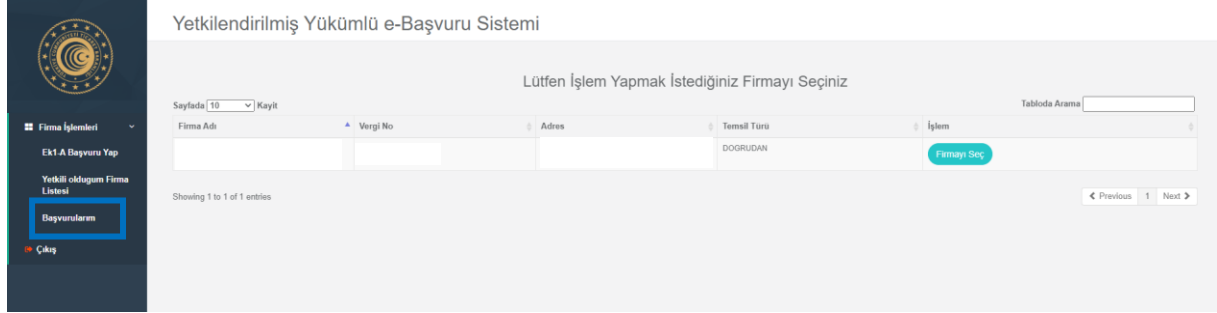 Yetkilendirilmiş Yükümlü e-Başvuru Sistemi
Firma İşlemleri
Ek1-A Başvuru Yap
Yetkili oldugum Firma
Listesi
Başvurularım
Çıkış
Lütfen İşlem Yapmak İstediğiniz Firmayı Seçiniz
Sayfada 10 Kayit
Tabloda Arama
Firma Adı Vergi No Adres Temsil Türü İşlem
DOGRUDAN Firmayı Seç
Showing 1 to 1 of 1 entries
Previous 1 Next